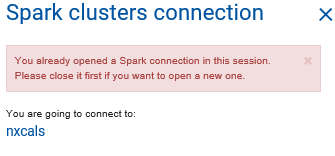 Spark clusters connection
You already opened a Spark connection in this session.
Please close it first if you want to open a new one.
You are going to connect to:
nxcals